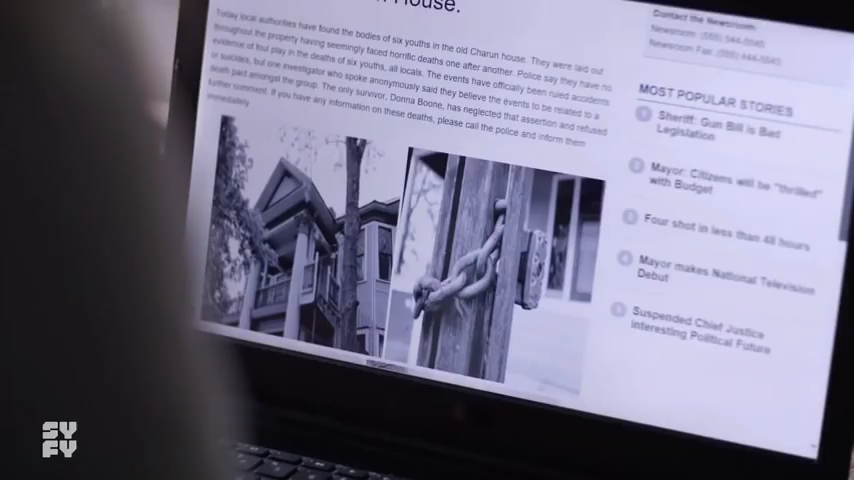 House.
Today local authorities have found the bodies of six youths in the old Charun house. They were laid out
throughout the property having seemingly faced horrific deaths one after another. Police say they have no
evidence of foul play in the deaths of six youths, all locals. The events have officially been ruled accidents
or suicides, but one investigator who spoke anonymously said they believe the events to be related to a
death pact amongst the group. The only survivor, Donna Boone, has neglected that assertion and refused
further comment. If you have any information on these deaths, please call the police and inform them
immediately.
Contact the Newsroom:
Newsroom: (555)
Newsroom Fax: (555)
MOST POPULAR STORIES
1 Sheriff: Gun Bill is Bad
Legislation
2 Mayor: Citizens will be "thrilled"
with Budget
3 Four shot in less than 48 hours
4 Mayor makes National Television
Debut
5 Suspended Chief Justice
Interesting Political Future
SY
FY